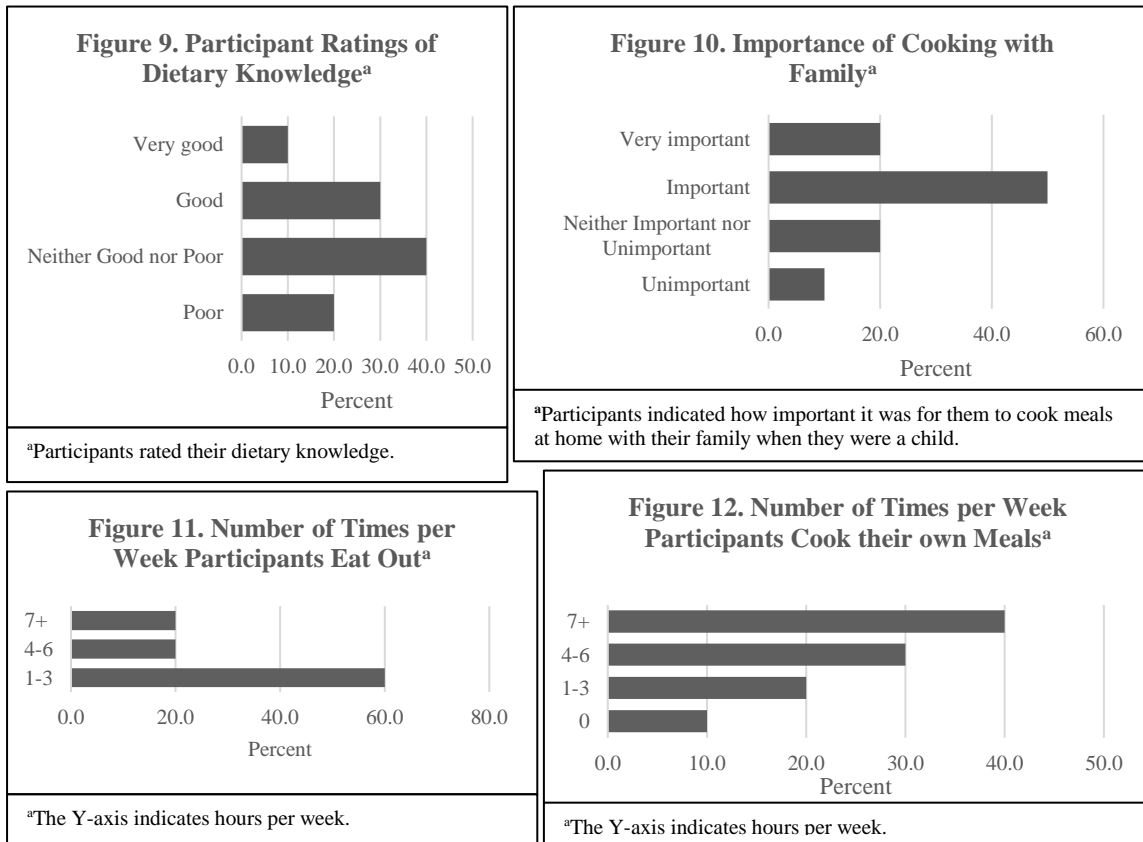 Figure 9. Participant Ratings of
Dietary Knowledgeᵃ
Very good
Good
Neither Good nor Poor
Poor
0.0 10.0 20.0 30.0 40.0 50.0
Percent
ᵃParticipants rated their dietary knowledge.
Figure 10. Importance of Cooking with
Familyᵃ
Very important
Important
Neither Important nor
Unimportant
Unimportant
0.0 20.0 40.0 60.0
Percent
ᵃParticipants indicated how important it was for them to cook meals
at home with their family when they were a child.
Figure 11. Number of Times per
Week Participants Eat Outᵃ
7+
4-6
1-3
0.0 20.0 40.0 60.0 80.0
Percent
ᵃThe Y-axis indicates hours per week.
Figure 12. Number of Times per Week
Participants Cook their own Mealsᵃ
7+
4-6
1-3
0
0.0 10.0 20.0 30.0 40.0 50.0
Percent
ᵃThe Y-axis indicates hours per week.